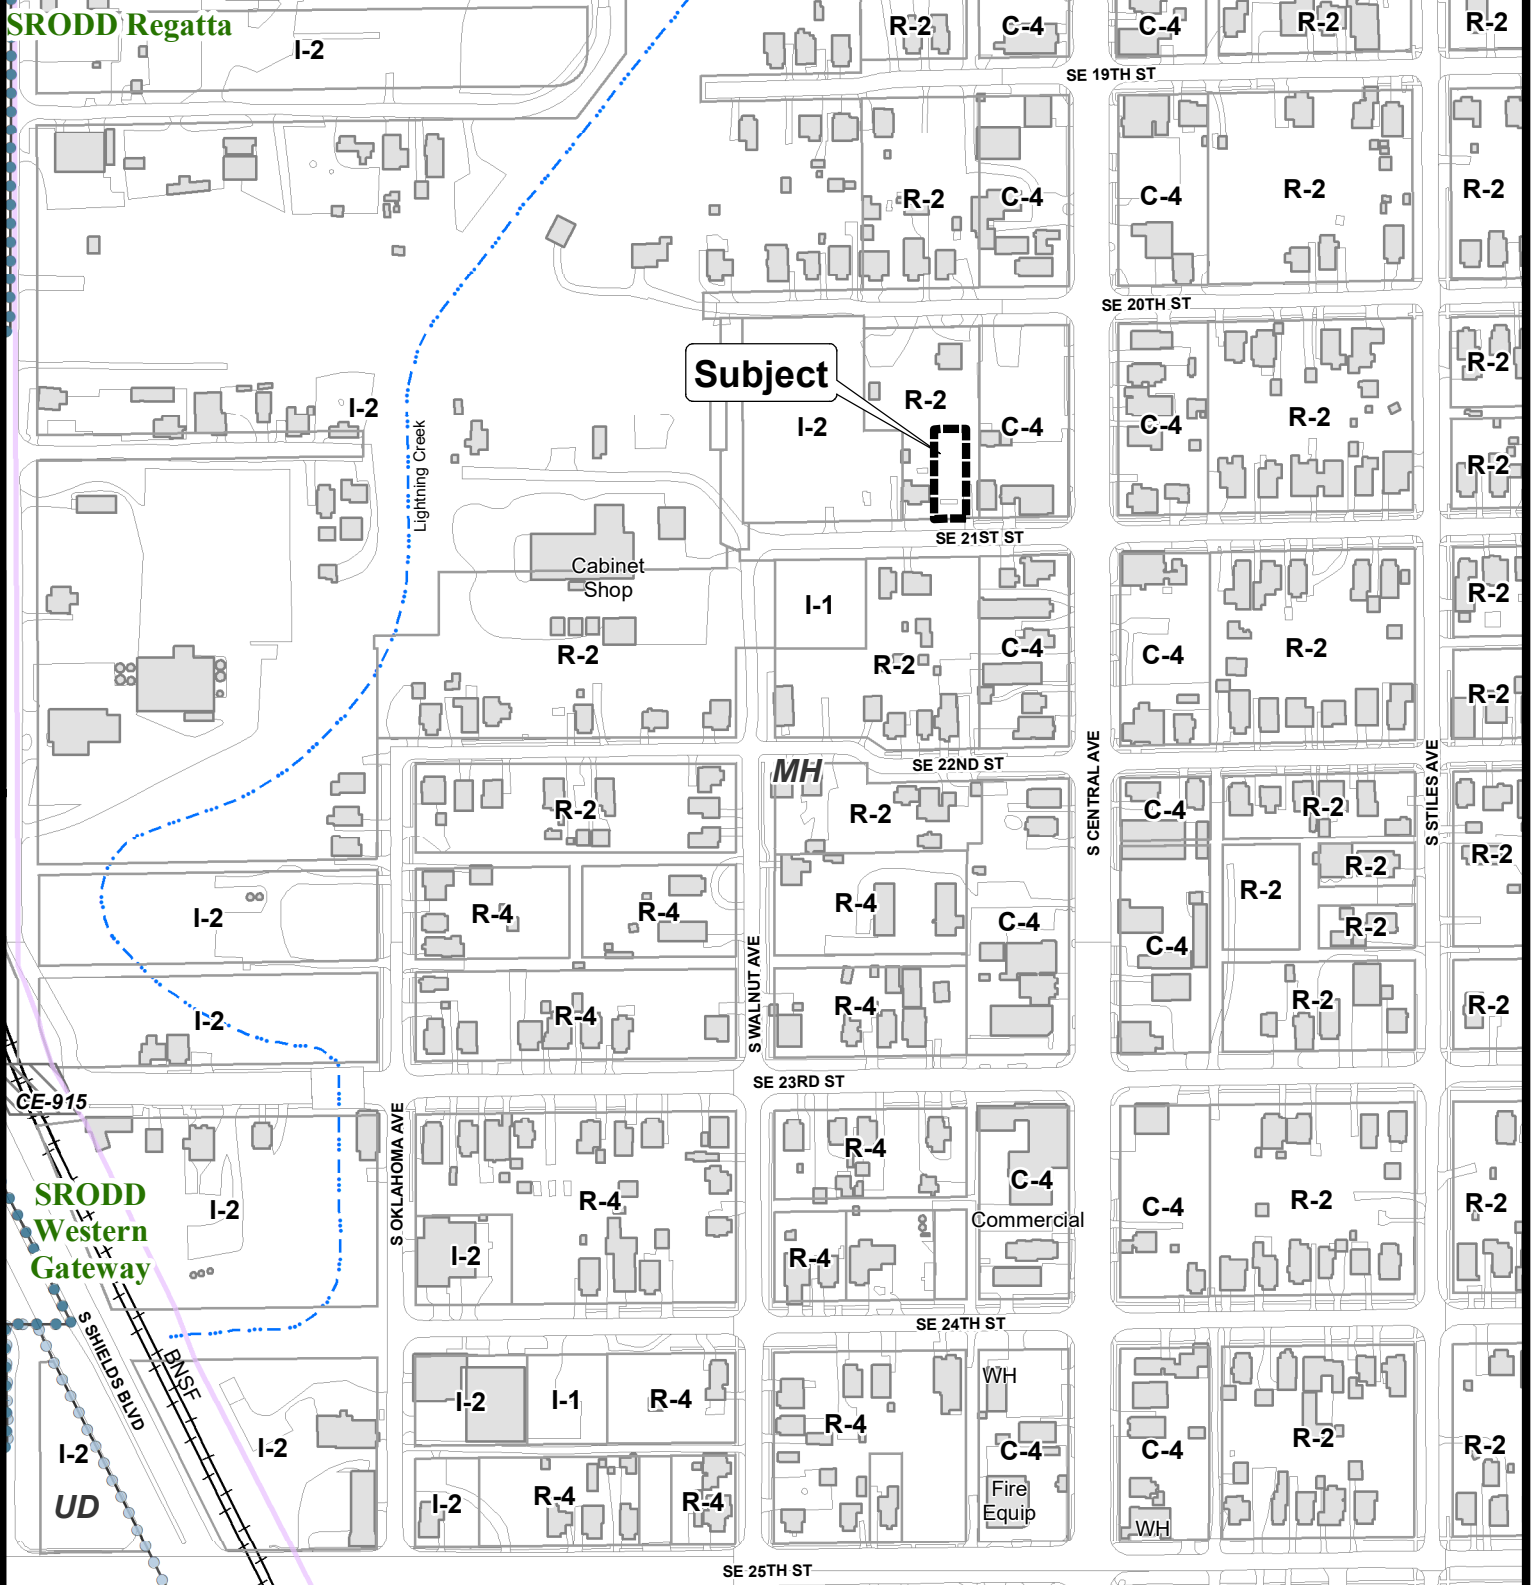 SRODD Regatta
I-2
R-2
C-4
C-4
R-2
R-2
SE 19TH ST
R-2
C-4
C-4
R-2
R-2
SE 20TH ST
Subject
I-2
Lightning Creek
I-2
R-2
C-4
C-4
R-2
R-2
R-2
SE 21ST ST
Cabinet
Shop
R-2
I-1
R-2
C-4
C-4
R-2
R-2
R-2
SE 22ND ST
S CENTRAL AVE
S STILES AVE
MH
R-2
R-2
C-4
R-2
R-2
R-2
R-2
R-2
I-2
R-4
R-4
R-4
C-4
C-4
I-2
R-4
S WALNUT AVE
R-4
R-2
R-2
SE 23RD ST
CE-915
S OKLAHOMA AVE
SRODD
Western
Gateway
I-2
R-4
I-2
R-4
R-4
C-4
Commercial
C-4
R-2
R-2
SE 24TH ST
S SHIELDS BLVD
BNSF
I-2
UD
I-2
I-2
I-1
R-4
I-2
R-4
R-4
R-4
WH
C-4
Fire
Equip
C-4
WH
R-2
R-2
SE 25TH ST